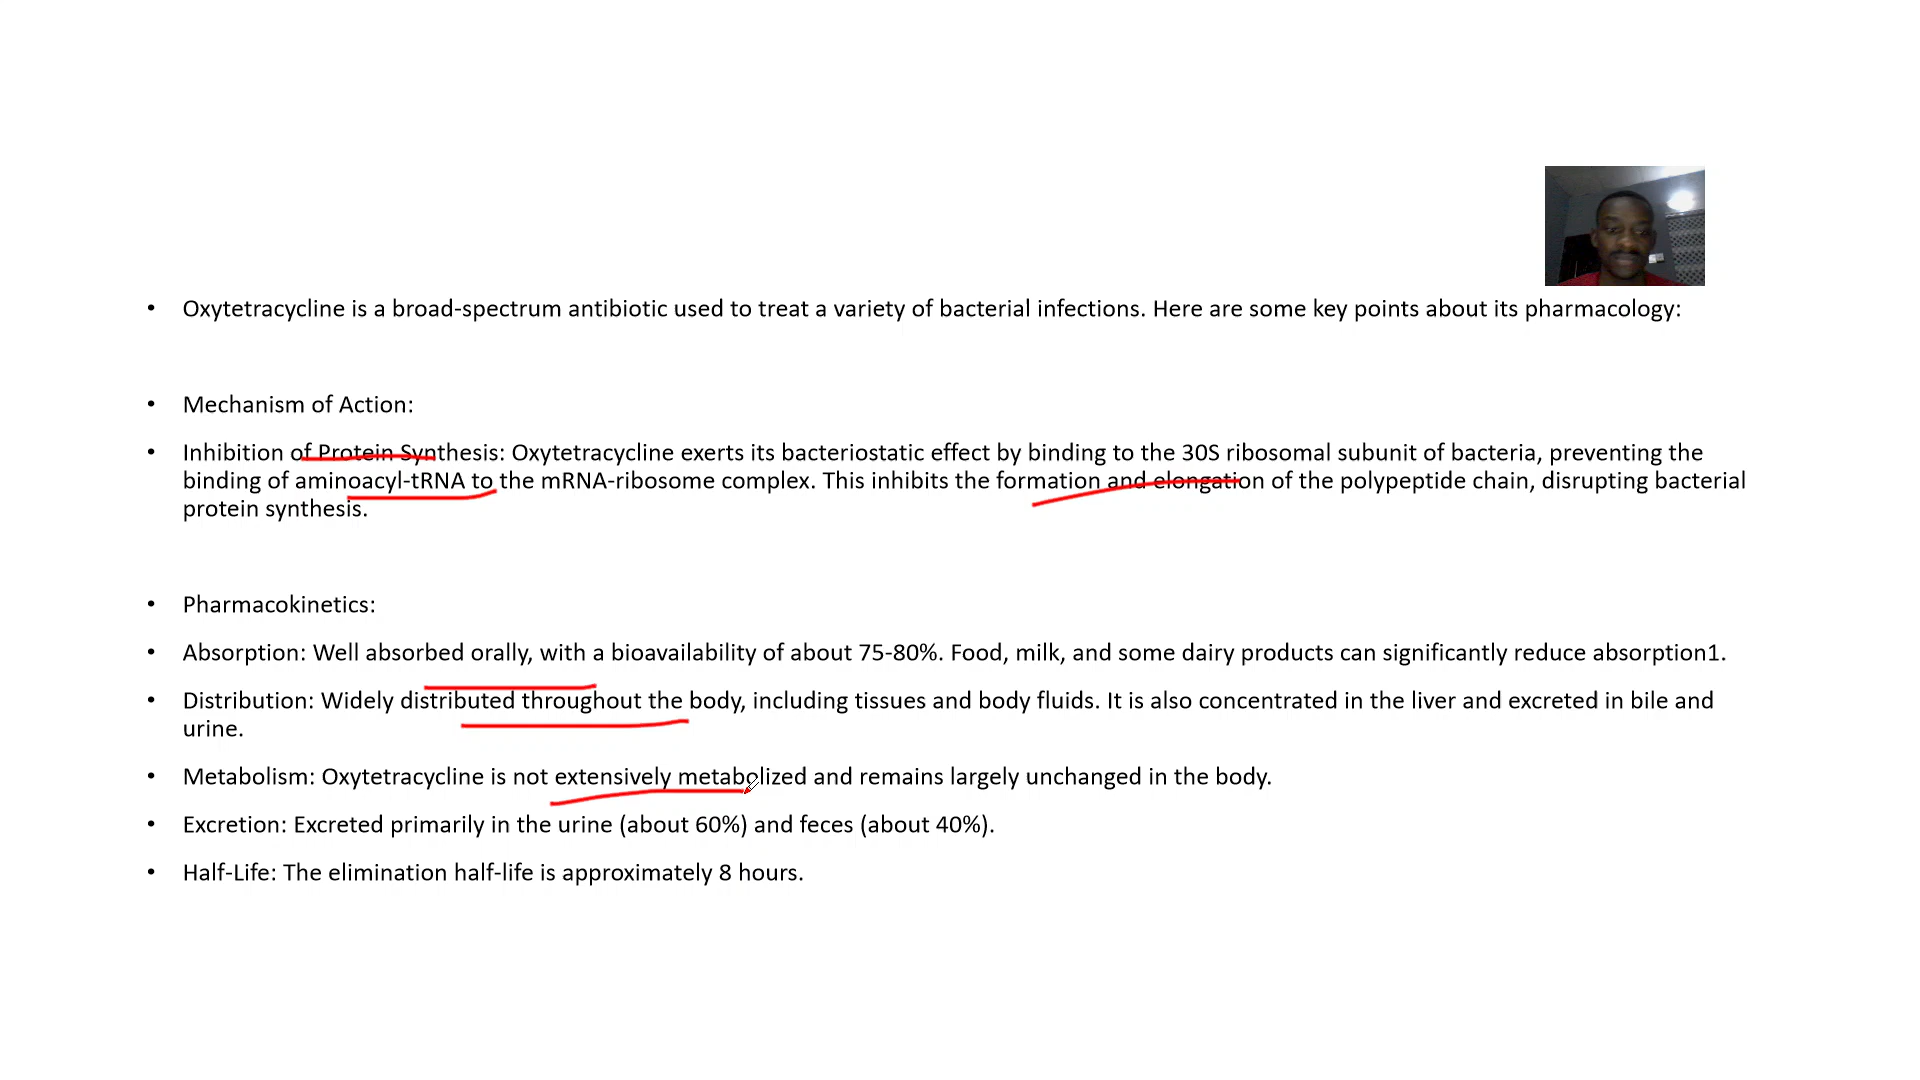 • Oxytetracycline is a broad-spectrum antibiotic used to treat a variety of bacterial infections. Here are some key points about its pharmacology:
• Mechanism of Action:
• Inhibition of Protein Synthesis: Oxytetracycline exerts its bacteriostatic effect by binding to the 30S ribosomal subunit of bacteria, preventing the
binding of aminoacyl-tRNA to the mRNA-ribosome complex. This inhibits the formation and elongation of the polypeptide chain, disrupting bacterial
protein synthesis.
• Pharmacokinetics:
• Absorption: Well absorbed orally, with a bioavailability of about 75-80%. Food, milk, and some dairy products can significantly reduce absorption1.
• Distribution: Widely distributed throughout the body, including tissues and body fluids. It is also concentrated in the liver and excreted in bile and
urine.
• Metabolism: Oxytetracycline is not extensively metabolized and remains largely unchanged in the body.
• Excretion: Excreted primarily in the urine (about 60%) and feces (about 40%).
• Half-Life: The elimination half-life is approximately 8 hours.